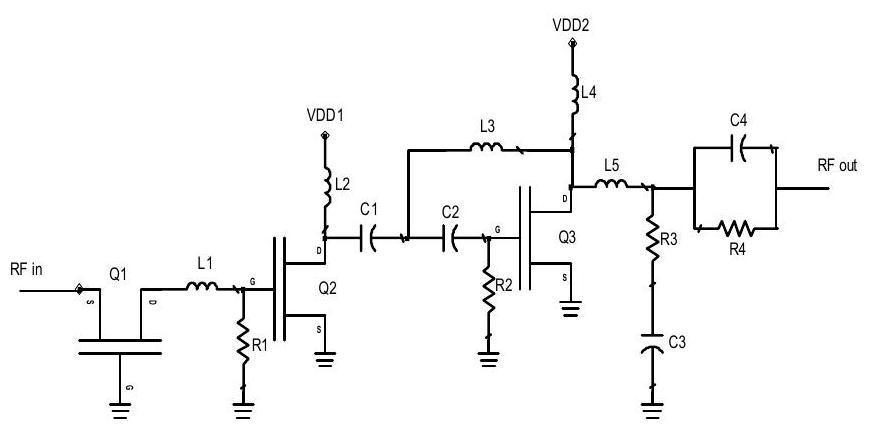 VDD2
L4
C4
VDD1
L3
L5
RF out
L2
C1
C2
D
G
Q3
R3
R4
RF in
Q1
L1
D
G
Q2
S
R2
S
D
S
R1
C3
G